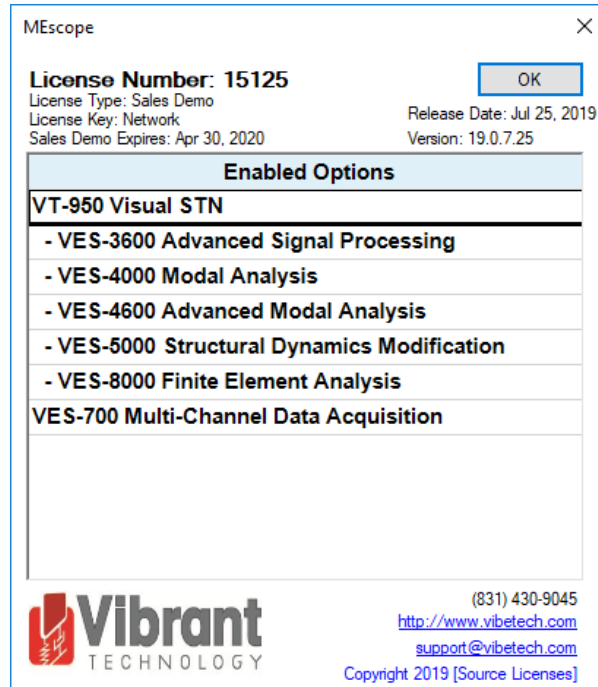 MEscope
License Number: 15125
License Type: Sales Demo
License Key: Network
Sales Demo Expires: Apr 30, 2020
OK
Release Date: Jul 25, 2019
Version: 19.0.7.25
Enabled Options
VT-950 Visual STN
- VES-3600 Advanced Signal Processing
- VES-4000 Modal Analysis
- VES-4600 Advanced Modal Analysis
- VES-5000 Structural Dynamics Modification
- VES-8000 Finite Element Analysis
VES-700 Multi-Channel Data Acquisition
Vibrant
TECHNOLOGY
(831) 430-9045
http://www.vibetech.com
support@vibetech.com
Copyright 2019 [Source Licenses]